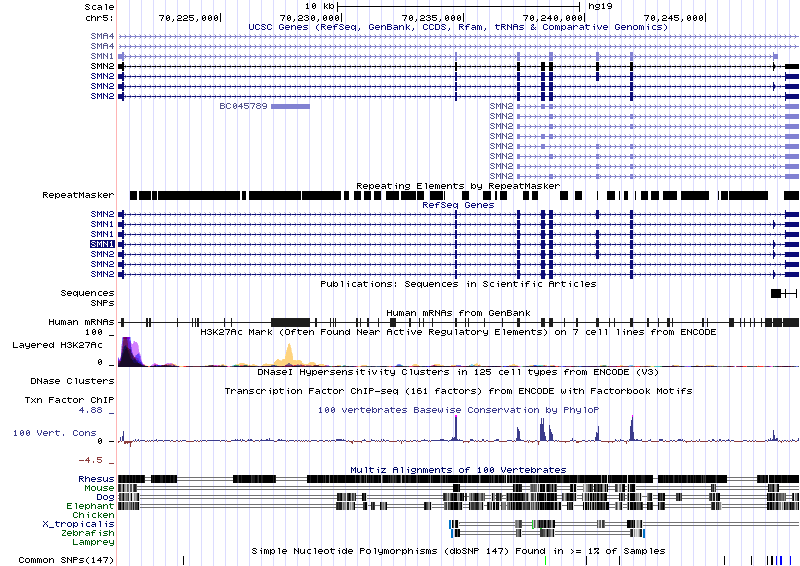 Scale 10 kb hg19
chr5: 70,225,000 70,230,000 70,235,000 70,240,000 70,245,000
UCSC Genes (RefSeq, GenBank, CCDS, Rfam, tRNAs & Comparative Genomics)
SMA4
SMA4
SMN1
SMN2
SMN2
SMN2
SMN2
BC045789 SMN2
SMN2
SMN2
SMN2
SMN2
SMN2
SMN2
SMN2
Repeating Elements by RepeatMasker
RepeatMasker
RefSeq Genes
SMN2
SMN1
SMN1
SMN1
SMN2
SMN2
SMN2
Publications: Sequences in Scientific Articles
Sequences
SNPs
Human mRNAs from GenBank
Human mRNAs
H3K27Ac Mark (Often Found Near Active Regulatory Elements) on 7 cell lines from ENCODE
100 _
Layered H3K27Ac
0 _
DNaseI Hypersensitivity Clusters in 125 cell types from ENCODE (V3)
DNase Clusters
Transcription Factor ChIP-seq (161 factors) from ENCODE with Factorbook Motifs
Txn Factor ChIP
100 vertebrates Basewise Conservation by PhyloP
4.88 _
100 Vert. Cons
0 _
-4.5 _
Multiz Alignments of 100 Vertebrates
Rhesus
Mouse
Dog
Elephant
Chicken
X_tropicalis
Zebrafish
Lamprey
Simple Nucleotide Polymorphisms (dbSNP 147) Found in >= 1% of Samples
Common SNPs(147)